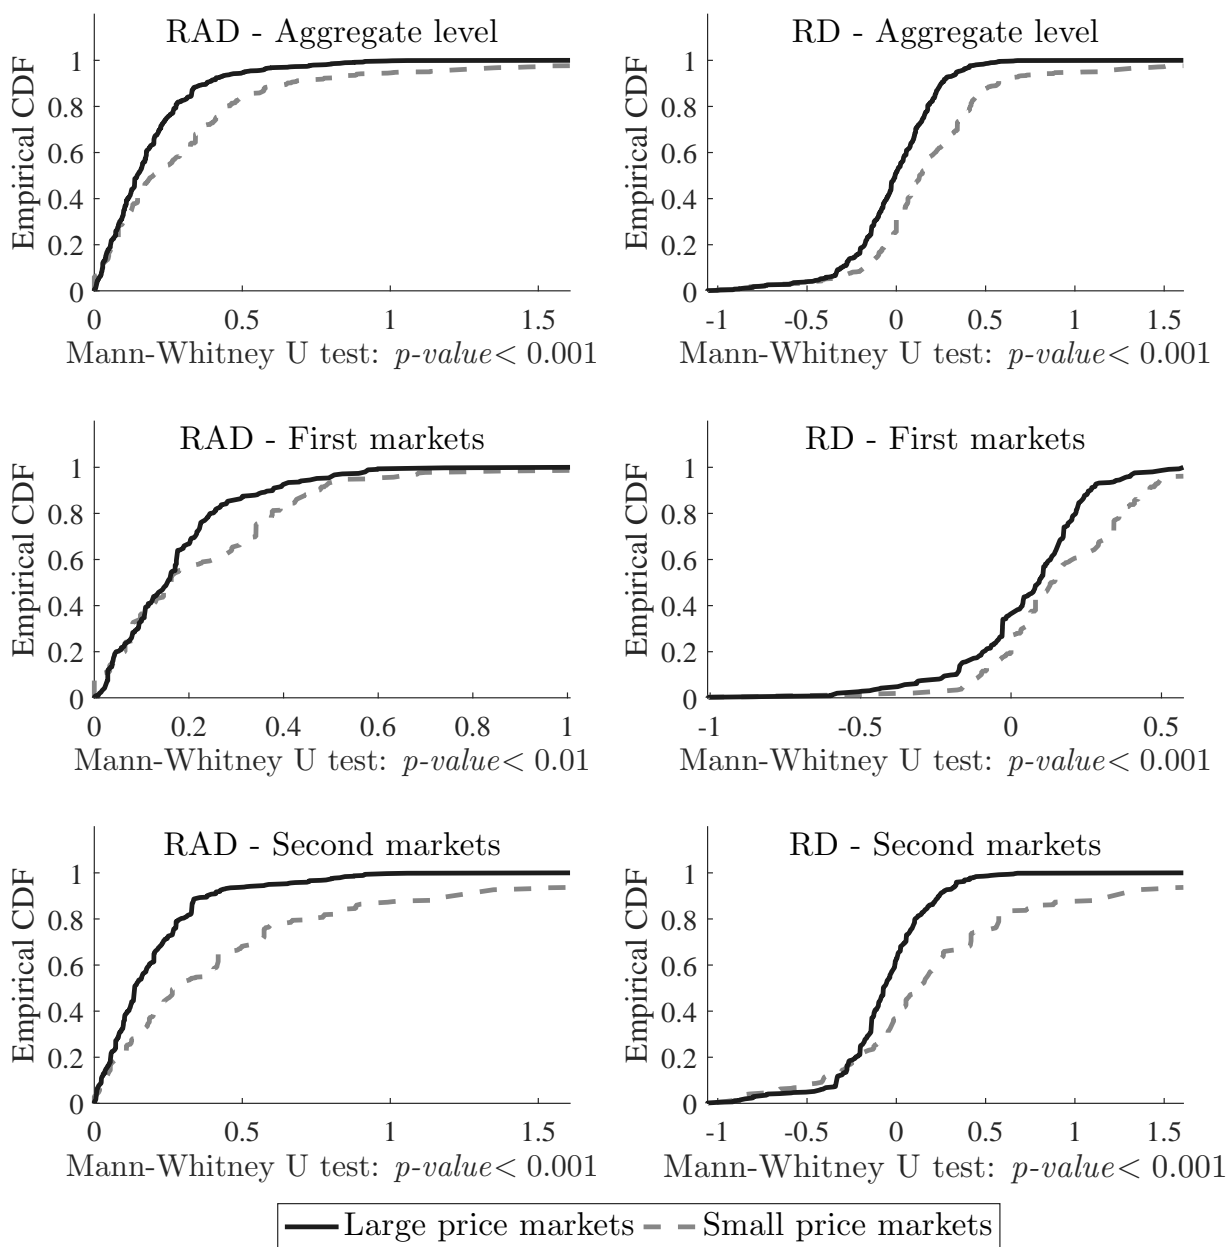 RAD - Aggregate level
Empirical CDF
1
0.8
0.6
0.4
0.2
0
0 0.5 1 1.5
Mann-Whitney U test: p-value< 0.001
RD - Aggregate level
Empirical CDF
1
0.8
0.6
0.4
0.2
0
-1 -0.5 0 0.5 1 1.5
Mann-Whitney U test: p-value< 0.001
RAD - First markets
Empirical CDF
1
0.8
0.6
0.4
0.2
0
0 0.2 0.4 0.6 0.8 1
Mann-Whitney U test: p-value< 0.01
RD - First markets
Empirical CDF
1
0.8
0.6
0.4
0.2
0
-1 -0.5 0 0.5
Mann-Whitney U test: p-value< 0.001
RAD - Second markets
Empirical CDF
1
0.8
0.6
0.4
0.2
0
0 0.5 1 1.5
Mann-Whitney U test: p-value< 0.001
RD - Second markets
Empirical CDF
1
0.8
0.6
0.4
0.2
0
-1 -0.5 0 0.5 1 1.5
Mann-Whitney U test: p-value< 0.001
Large price markets Small price markets